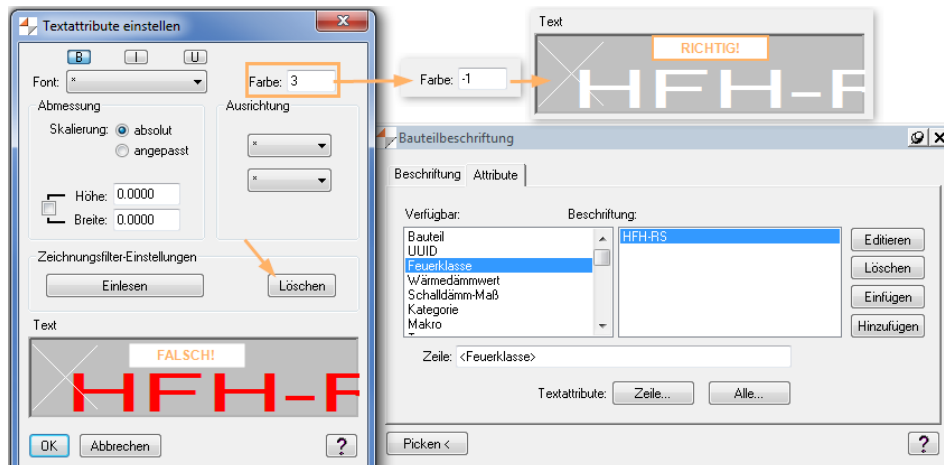 Textattribute einstellen
B I U
Font: *
Farbe: 3
Farbe: -1
Text
RICHTIG!
HFH-R
Abmessung
Skalierung: absolut
angepasst
Höhe: 0.0000
Breite: 0.0000
Ausrichtung
*
*
Zeichnungsfilter-Einstellungen
Einlesen
Löschen
Text
FALSCH!
HFH-R
OK
Abbrechen
?
Bauteilbeschriftung
Beschriftung Attribute
Verfügbar:
Beschriftung:
Bauteil
UUID
Feuerklasse
Wärmedämmwert
Schalldämm-Maß
Kategorie
Makro
HFH-RS
Editieren
Löschen
Einfügen
Hinzufügen
Zeile: <Feuerklasse>
Textattribute: Zeile... Alle...
Picken <
?